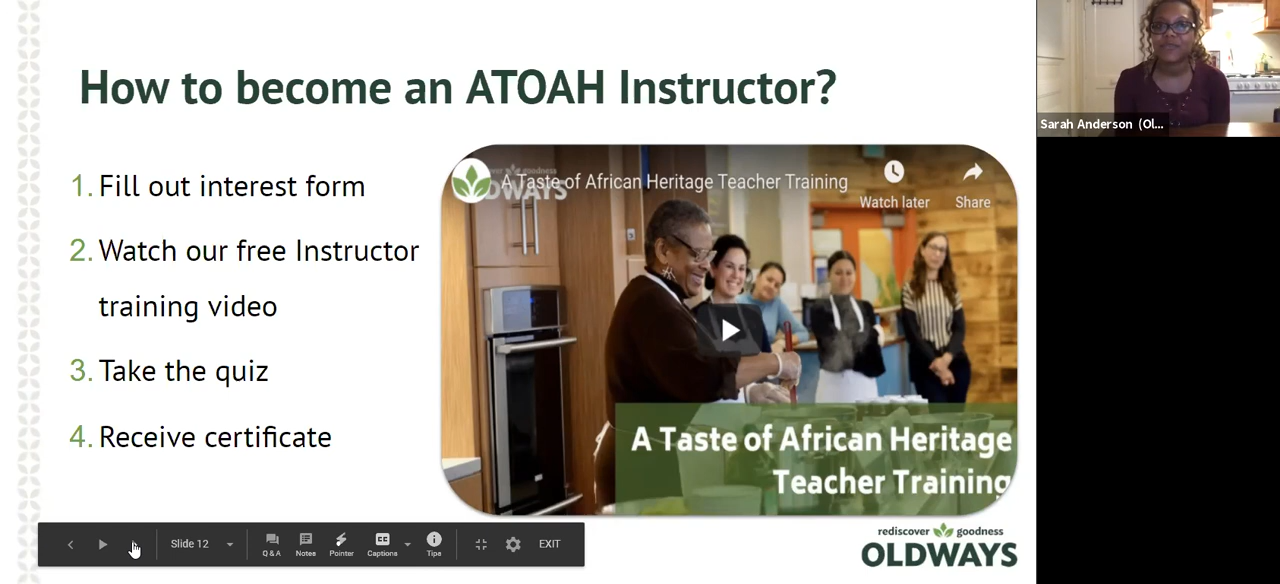 How to become an ATOAH Instructor?
1. Fill out interest form
2. Watch our free Instructor
training video
3. Take the quiz
4. Receive certificate
A Taste of African Heritage Teacher Training
Watch later
Share
A Taste of African Heritage
Teacher Training
rediscover goodness
OLDWAYS
Slide 12
Q & A
Notes
Pointer
Captions
Tips
EXIT
Sarah Anderson (Ol...